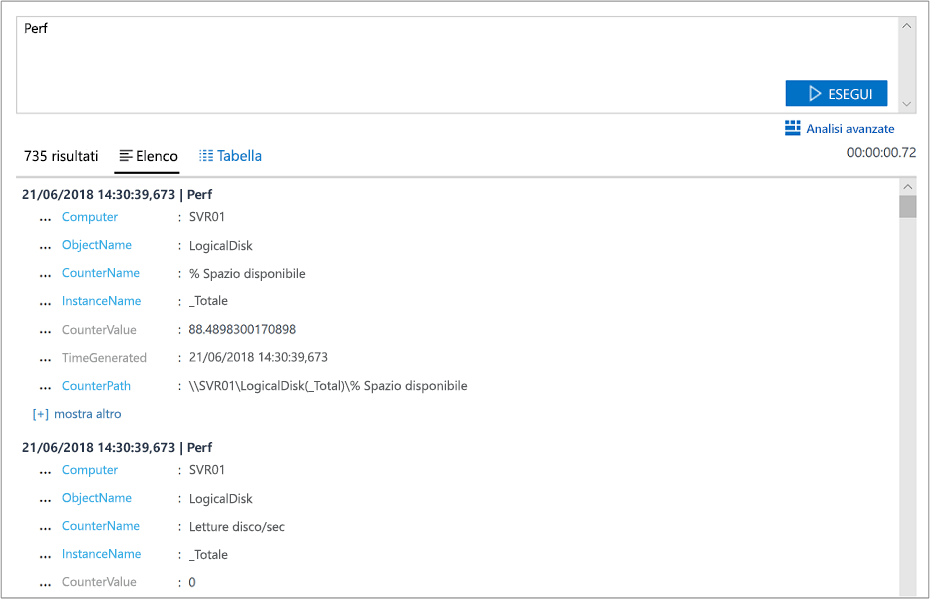 Perf
ESEGUI
Analisi avanzate
735 risultati Elenco Tabella 00:00:00.72
21/06/2018 14:30:39,673 | Perf
... Computer : SVR01
... ObjectName : LogicalDisk
... CounterName : % Spazio disponibile
... InstanceName : _Totale
... CounterValue : 88.4898300170898
... TimeGenerated : 21/06/2018 14:30:39,673
... CounterPath : \\SVR01\LogicalDisk(_Total)\% Spazio disponibile
[+] mostra altro
21/06/2018 14:30:39,673 | Perf
... Computer : SVR01
... ObjectName : LogicalDisk
... CounterName : Letture disco/sec
... InstanceName : _Totale
... CounterValue : 0